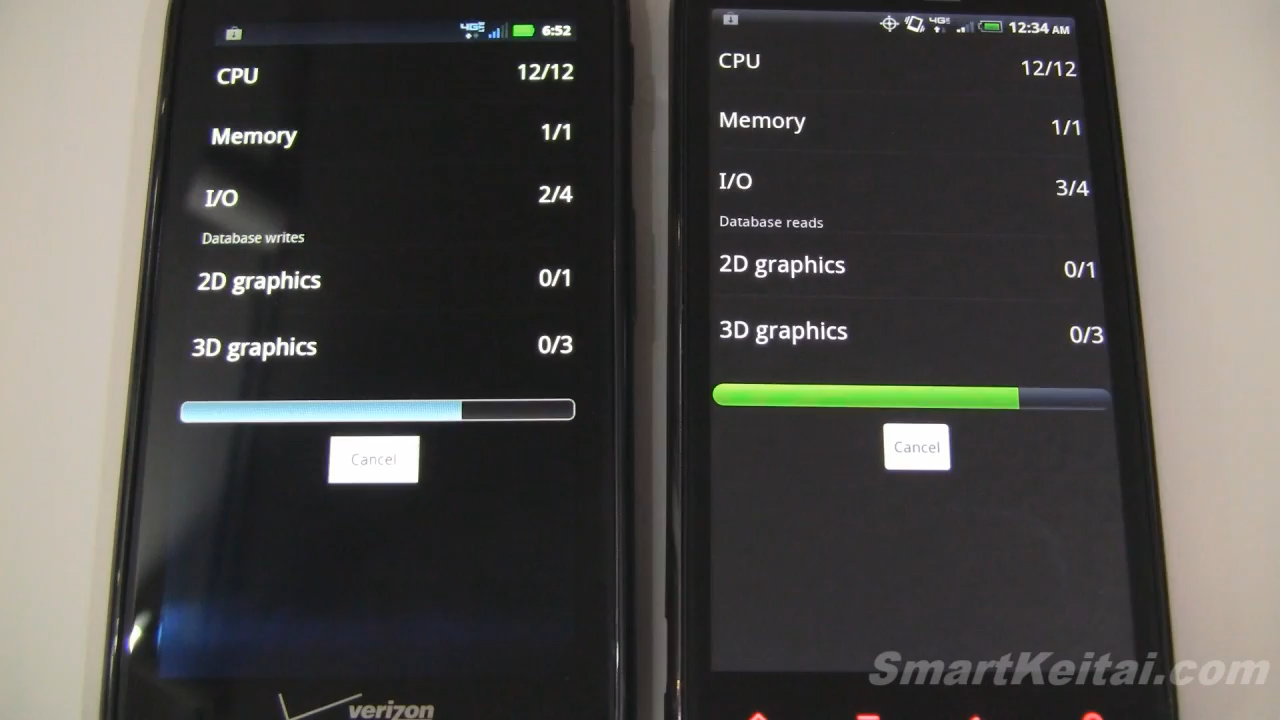 4G 6:52
CPU 12/12
Memory 1/1
I/O 2/4
Database writes
2D graphics 0/1
3D graphics 0/3
Cancel
verizon
4G 12:34 AM
CPU 12/12
Memory 1/1
I/O 3/4
Database reads
2D graphics 0/1
3D graphics 0/3
Cancel
SmartKeitai.com